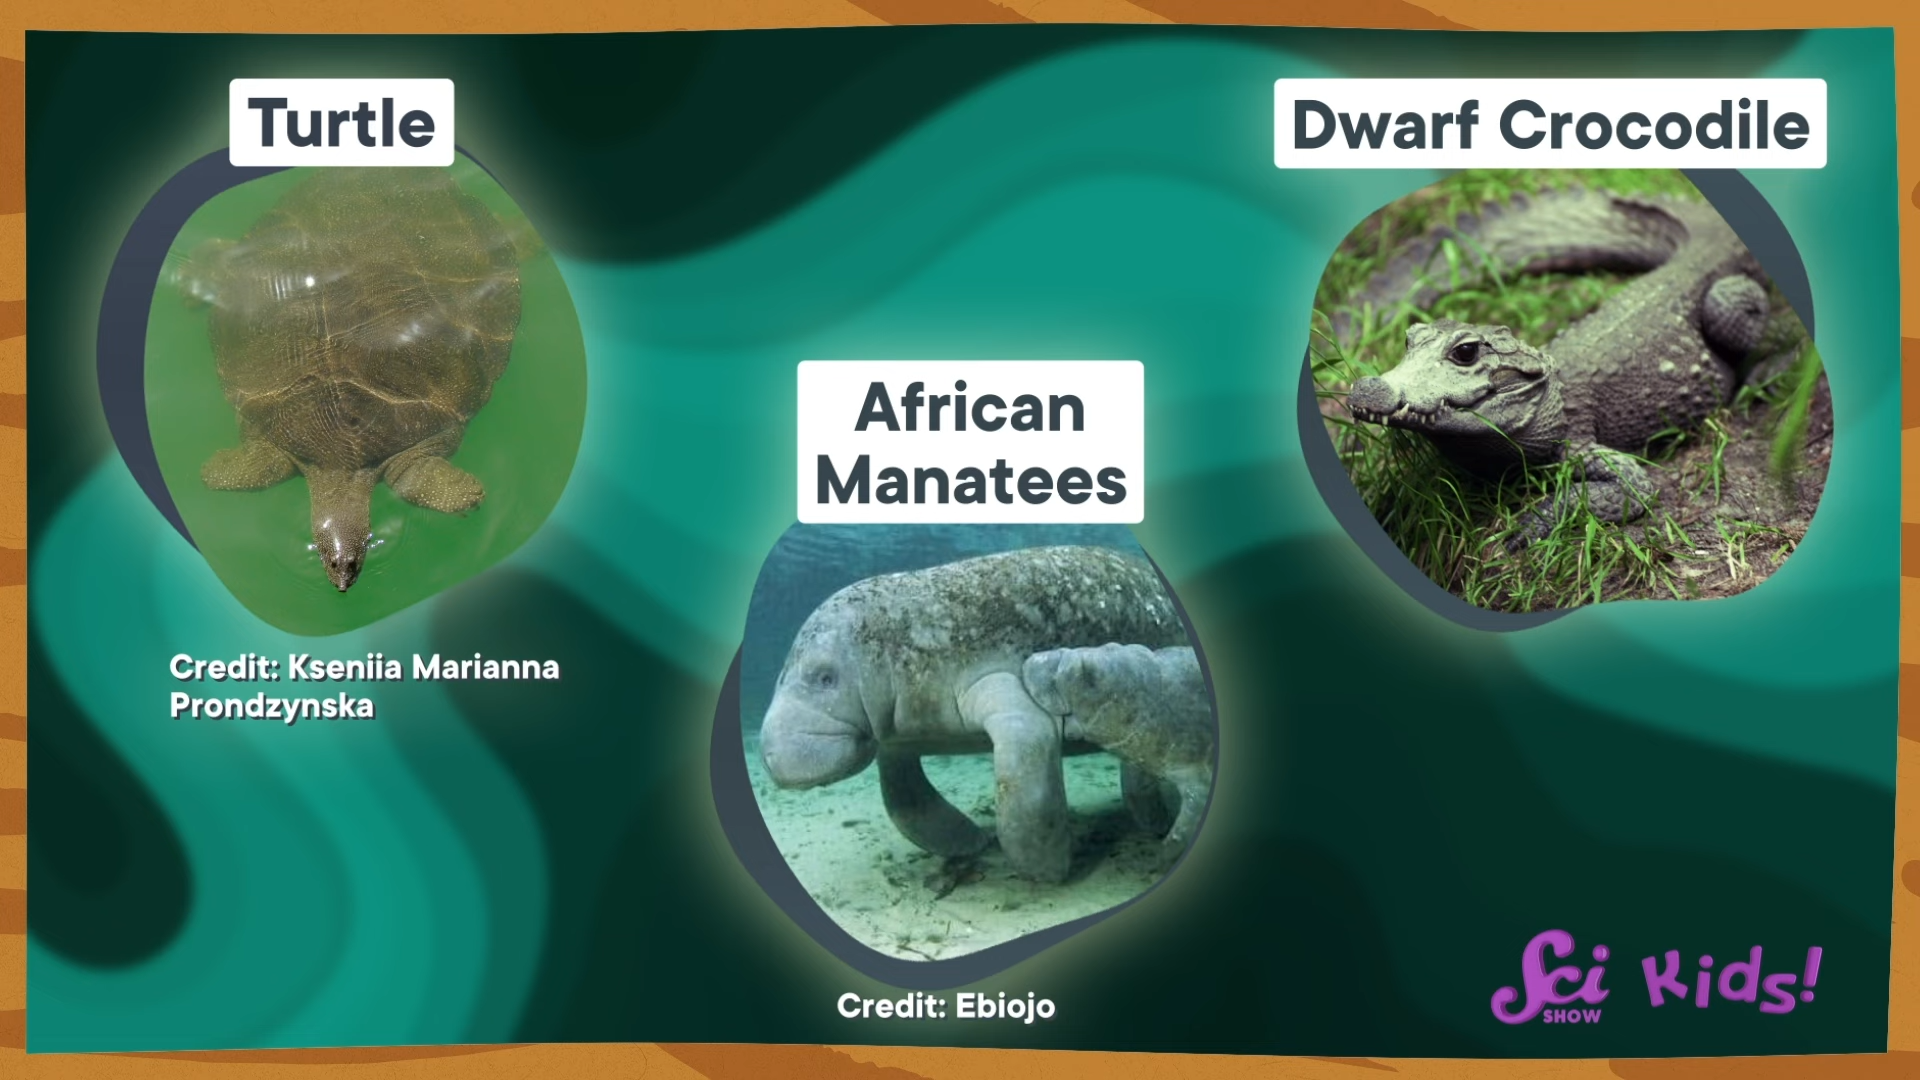 Turtle
Dwarf Crocodile
African
Manatees
Credit: Kseniia Marianna
Prondzynska
Credit: Ebiojo
Sci Kids!
SHOW